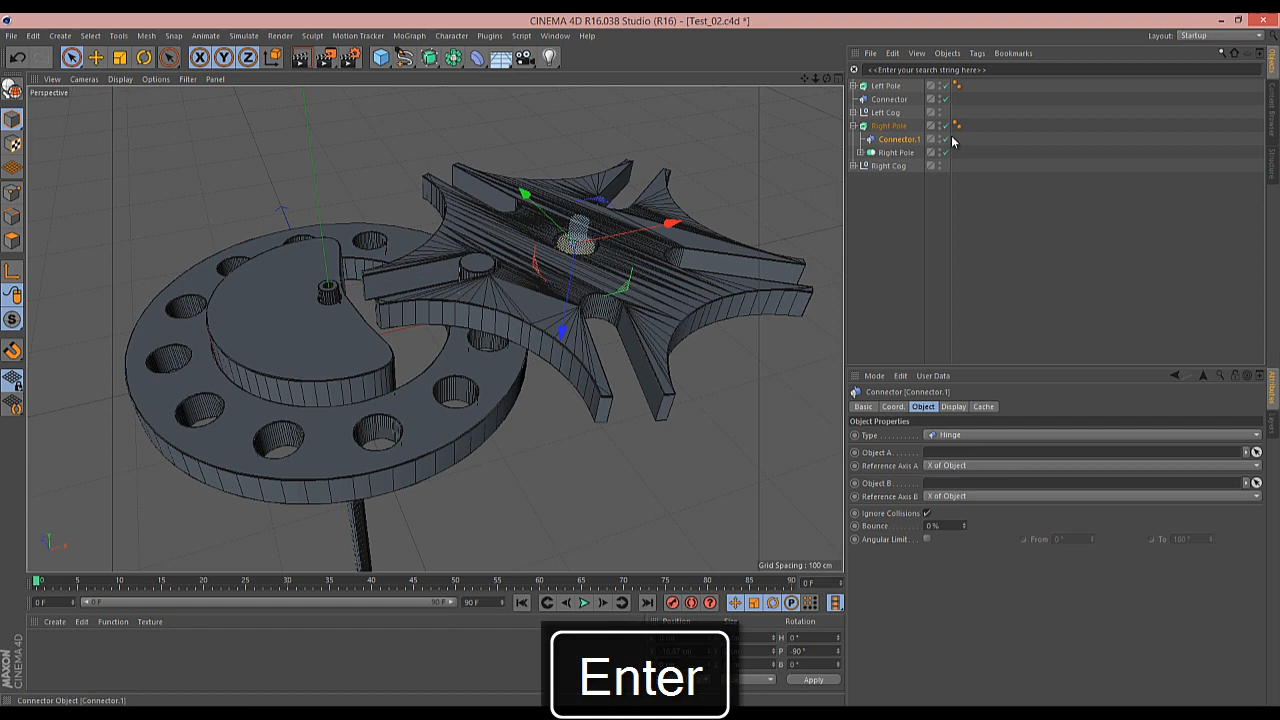 CINEMA 4D R16.038 Studio (R16) - [Test_02.c4d *]
File Edit Create Select Tools Mesh Snap Animate Simulate Render Sculpt Motion Tracker MoGraph Character Plugins Script Window Help
Layout: Startup
X Y Z
View Cameras Display Options Filter Panel
Perspective
File Edit View Objects Tags Bookmarks
<<Enter your search string here>>
Left Pole
Connector
Left Cog
Right Pole
Connector.1
Right Pole
Right Cog
Objects
Content Browser
Structure
Mode Edit User Data
Connector [Connector.1]
Basic Coord. Object Display Cache
Object Properties
Type Hinge
Object A
Reference Axis A X of Object
Object B
Reference Axis B X of Object
Ignore Collisions
Bounce 0 %
Angular Limit From 0° To 180°
Attributes
Layers
Grid Spacing : 100 cm
0 5 10 15 20 25 30 35 40 45 50 55 60 65 70 75 80 85 90 0 F
0 F 0 F 90 F 90 F
Create Edit Function Texture
Position Size Rotation
H 0°
P -90°
B 0°
Apply
Enter
MAXON CINEMA 4D
Connector Object [Connector.1]